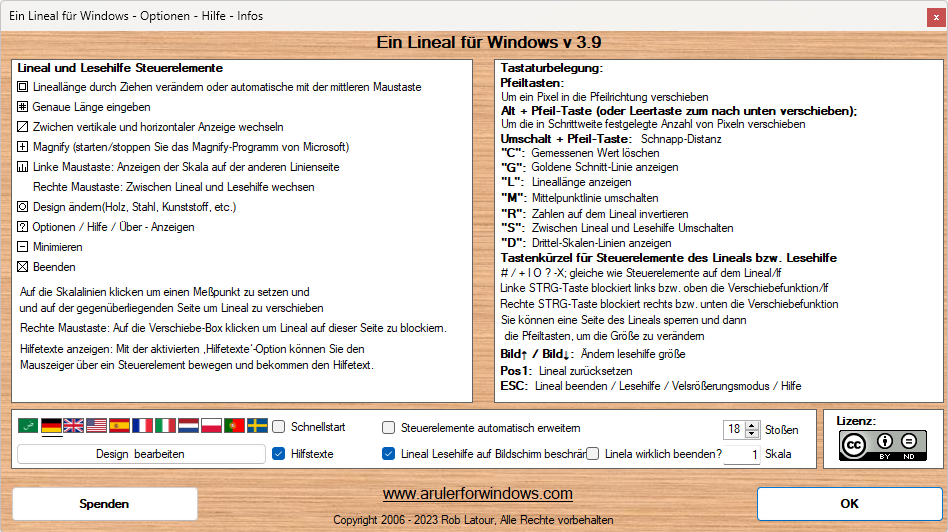 Ein Lineal für Windows - Optionen - Hilfe - Infos
x
Ein Lineal für Windows v 3.9
Lineal und Lesehilfe Steuerelemente
Lineallänge durch Ziehen verändern oder automatische mit der mittleren Maustaste
Genaue Länge eingeben
Zwichen vertikale und horizontaler Anzeige wechseln
Magnify (starten/stoppen Sie das Magnify-Programm von Microsoft)
Linke Maustaste: Anzeigen der Skala auf der anderen Linienseite
Rechte Maustaste: Zwischen Lineal und Lesehilfe wechsen
Design ändern(Holz, Stahl, Kunststoff, etc.)
? Optionen / Hilfe / Über - Anzeigen
Minimieren
Beenden
Auf die Skalalinien klicken um einen Meßpunkt zu setzen und
und auf der gegenüberliegenden Seite um Lineal zu verschieben
Rechte Maustaste: Auf die Verschiebe-Box klicken um Lineal auf dieser Seite zu blockiern.
Hilfetexte anzeigen: Mit der aktivierten ‚Hilfetexte'-Option können Sie den
Mauszeiger über ein Steuerelement bewegen und bekommen den Hilfetext.
Tastaturbelegung:
Pfeiltasten:
Um ein Pixel in die Pfeilrichtung verschieben
Alt + Pfeil-Taste (oder Leertaste zum nach unten verschieben);
Um die in Schrittweite festgelegte Anzahl von Pixeln verschieben
Umschalt + Pfeil-Taste: Schnapp-Distanz
"C": Gemessenen Wert löschen
"G": Goldene Schnitt-Linie anzeigen
"L": Lineallänge anzeigen
"M": Mittelpunktlinie umschalten
"R": Zahlen auf dem Lineal invertieren
"S": Zwischen Lineal und Lesehilfe Umschalten
"D": Drittel-Skalen-Linien anzeigen
Tastenkürzel für Steuerelemente des Lineals bzw. Lesehilfe
# / + I O ? -X; gleiche wie Steuerelemente auf dem Lineal/lf
Linke STRG-Taste blockiert links bzw. oben die Verschiebefunktion/lf
Rechte STRG-Taste blockiert rechts bzw. unten die Verschiebefunktion
Sie können eine Seite des Lineals sperren und dann
die Pfeiltasten, um die Größe zu verändern
Bild↑ / Bild↓: Ändern lesehilfe größe
Pos1: Lineal zurücksetzen
ESC: Lineal beenden / Lesehilfe / Velsrößerungsmodus / Hilfe
Schnellstart
Steuerelemente automatisch erweitern
18 Stoßen
Design bearbeiten
Hilfstexte
Lineal Lesehilfe auf Bildschim beschrän
Linela wirklich beenden?
1 Skala
Lizenz:
cc BY ND
Spenden
www.arulerforwindows.com
Copyright 2006 - 2023 Rob Latour, Alle Rechte vorbehalten
OK